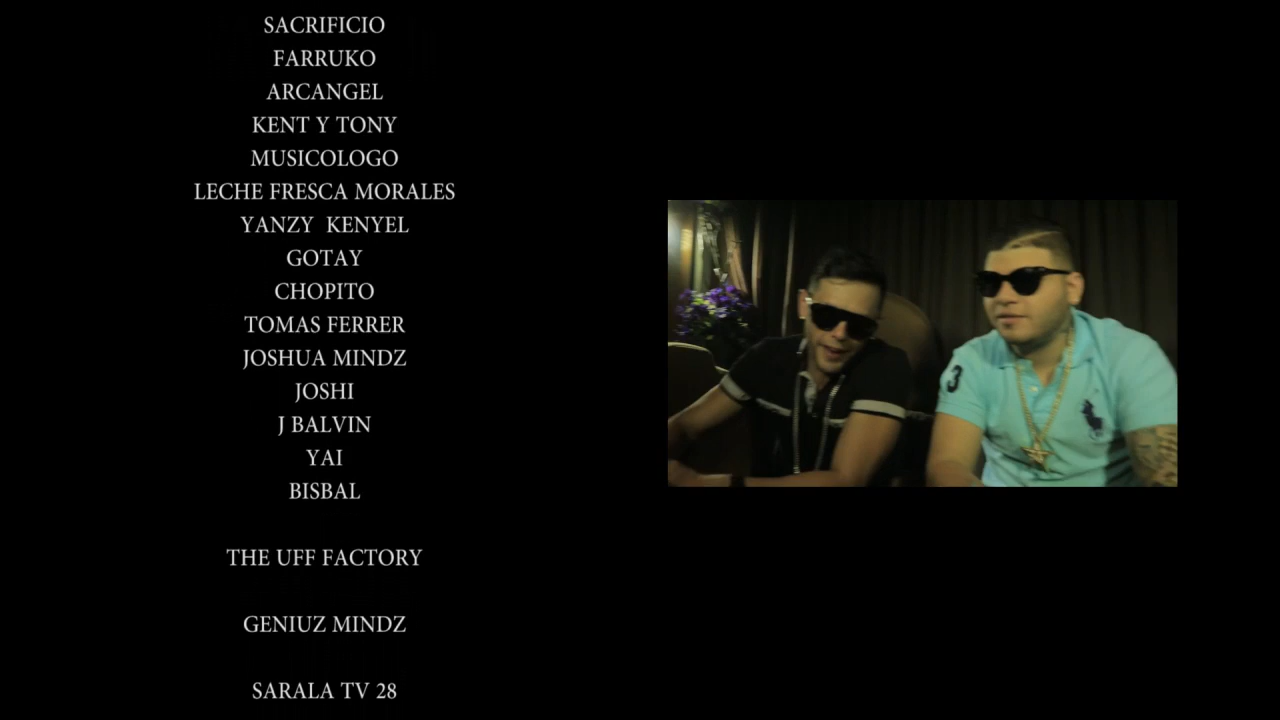 SACRIFICIO
FARRUKO
ARCANGEL
KENT Y TONY
MUSICOLOGO
LECHE FRESCA MORALES
YANZY KENYEL
GOTAY
CHOPITO
TOMAS FERRER
JOSHUA MINDZ
JOSHI
J BALVIN
YAI
BISBAL
THE UFF FACTORY
GENIUZ MINDZ
SARALA TV 28
3